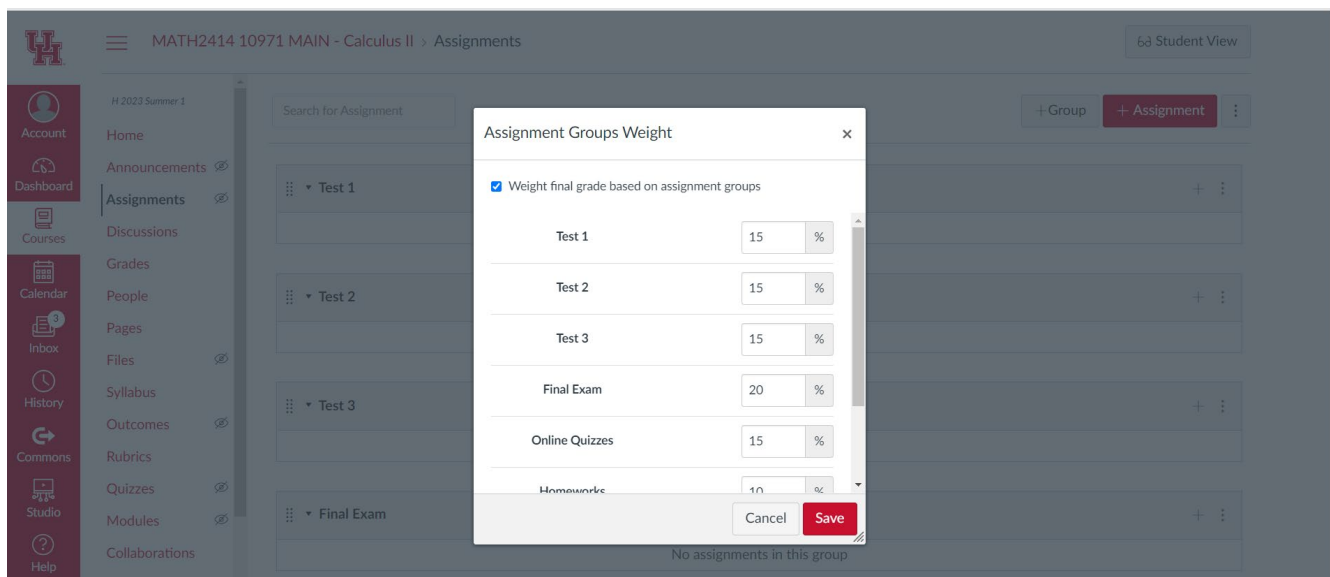 UH
MATH2414 10971 MAIN - Calculus II > Assignments
Student View
Account
Dashboard
Courses
Calendar
3
Inbox
History
Commons
Studio
Help
H 2023 Summer 1
Home
Announcements
Assignments
Discussions
Grades
People
Pages
Files
Syllabus
Outcomes
Rubrics
Quizzes
Modules
Collaborations
Search for Assignment
+ Group
+ Assignment
Test 1
Test 2
Test 3
Final Exam
No assignments in this group
Assignment Groups Weight
×
Weight final grade based on assignment groups
Test 1 15 %
Test 2 15 %
Test 3 15 %
Final Exam 20 %
Online Quizzes 15 %
Homeworks 10 %
Cancel Save